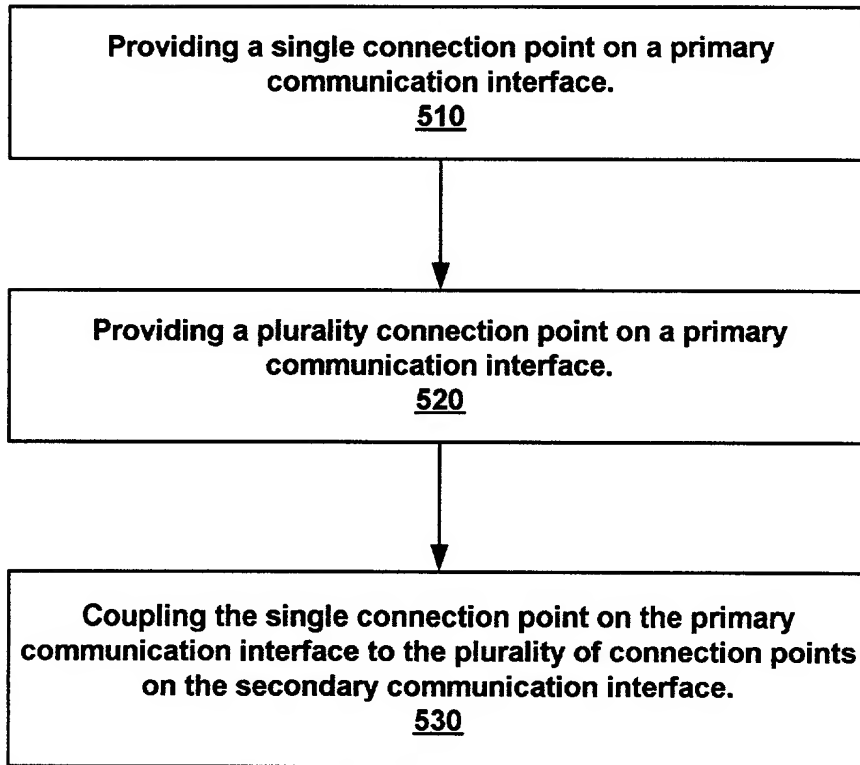 Providing a single connection point on a primary
communication interface.
510
Providing a plurality connection point on a primary
communication interface.
520
Coupling the single connection point on the primary
communication interface to the plurality of connection points
on the secondary communication interface.
530